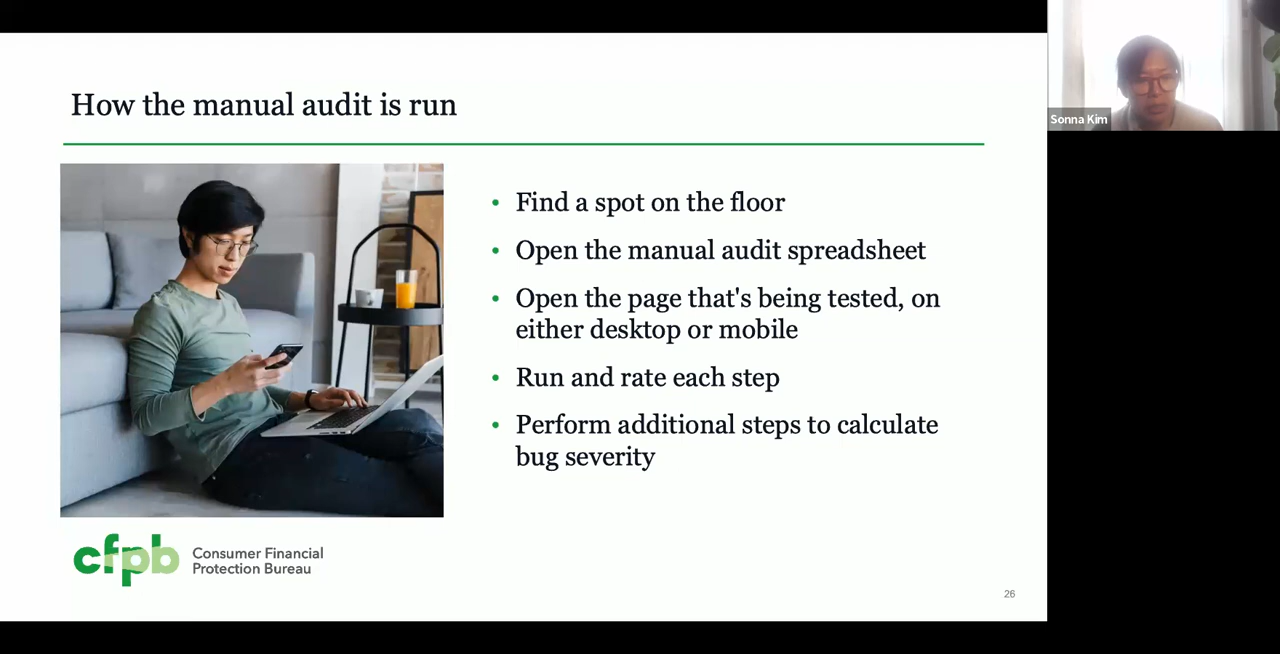 How the manual audit is run
Sonna Kim
• Find a spot on the floor
• Open the manual audit spreadsheet
• Open the page that's being tested, on
either desktop or mobile
• Run and rate each step
• Perform additional steps to calculate
bug severity
cfpb
Consumer Financial
Protection Bureau
26